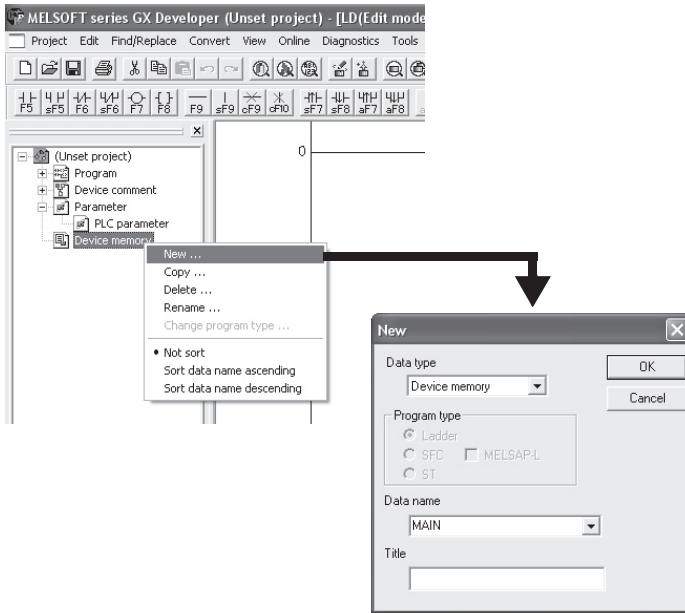 MELSOFT series GX Developer (Unset project) - [LD(Edit mode
Project Edit Find/Replace Convert View Online Diagnostics Tools
F5 sF5 F6 sF6 F7 F8 F9 sF9 cF9 cF10 sF7 sF8 aF7 aF8
0
(Unset project)
Program
Device comment
Parameter
PLC parameter
Device memory
New ...
Copy ...
Delete ...
Rename ...
Change program type ...
Not sort
Sort data name ascending
Sort data name descending
New
Data type
OK
Device memory
Cancel
Program type
Ladder
SFC MELSAP-L
ST
Data name
MAIN
Title